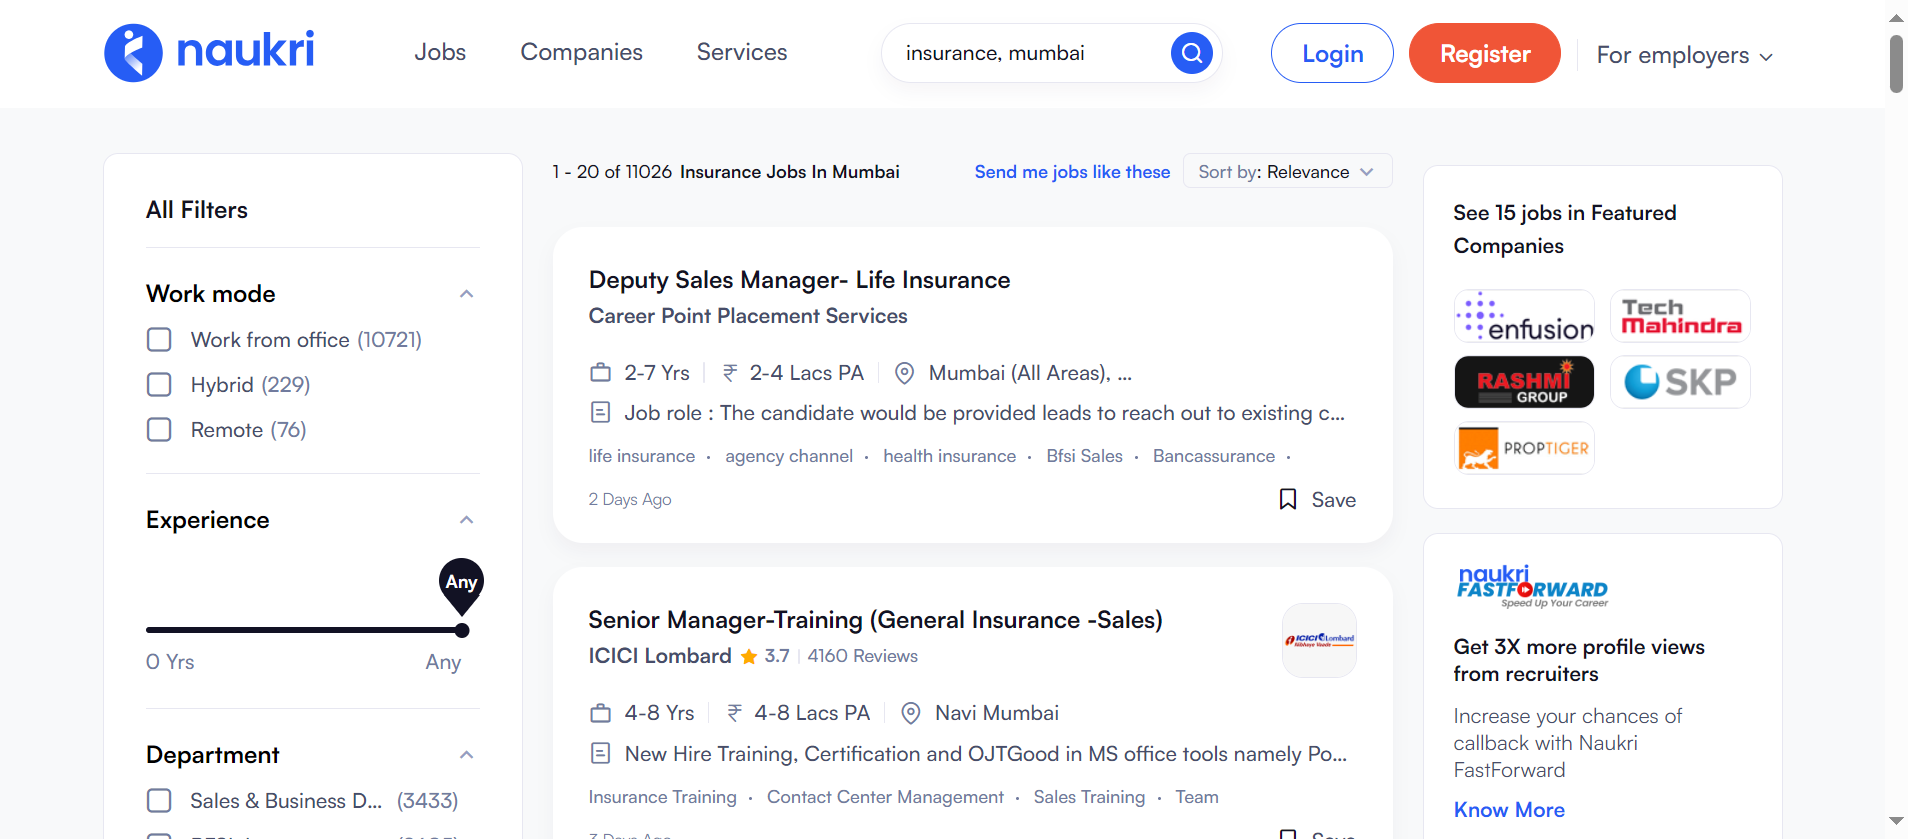 naukri
Jobs
Companies
Services
insurance, mumbai
Login
Register
For employers
All Filters
Work mode
Work from office (10721)
Hybrid (229)
Remote (76)
Experience
Any
0 Yrs
Any
Department
Sales & Business D... (3433)
1 - 20 of 11026 Insurance Jobs In Mumbai
Send me jobs like these
Sort by: Relevance
Deputy Sales Manager- Life Insurance
Career Point Placement Services
2-7 Yrs
2-4 Lacs PA
Mumbai (All Areas), ...
Job role : The candidate would be provided leads to reach out to existing c...
life insurance · agency channel · health insurance · Bfsi Sales · Bancassurance ·
2 Days Ago
Save
Senior Manager-Training (General Insurance -Sales)
ICICI Lombard 3.7 | 4160 Reviews
ICICI Lombard
Nibhaye Vaade
4-8 Yrs
₹ 4-8 Lacs PA
Navi Mumbai
New Hire Training, Certification and OJTGood in MS office tools namely Po...
Insurance Training · Contact Center Management · Sales Training · Team
3 Days Ago
Save
See 15 jobs in Featured
Companies
enfusion
Tech
Mahindra
RASHMI
GROUP
SKP
PROPTIGER
naukri
FASTFORWARD
Speed Up Your Career
Get 3X more profile views
from recruiters
Increase your chances of
callback with Naukri
FastForward
Know More